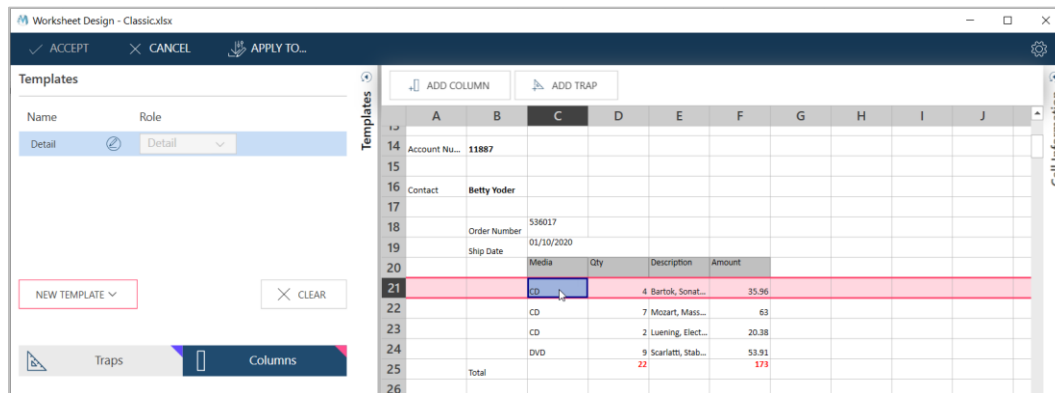 Worksheet Design - Classic.xlsx
ACCEPT CANCEL APPLY TO...
Templates
Name Role
Detail Detail
NEW TEMPLATE CLEAR
Traps Columns
Templates
ADD COLUMN ADD TRAP
A B C D E F G H I J
14 Account Nu... 11887
15
16 Contact Betty Yoder
17
18 Order Number 536017
19 Ship Date 01/10/2020
20 Media Qty Description Amount
21 CD 4 Bartok, Sonat... 35.96
22 CD 7 Mozart, Mass... 63
23 CD 2 Luening, Elect... 20.38
24 DVD 9 Scarlatti, Stab... 53.91
25 Total 22 173
26